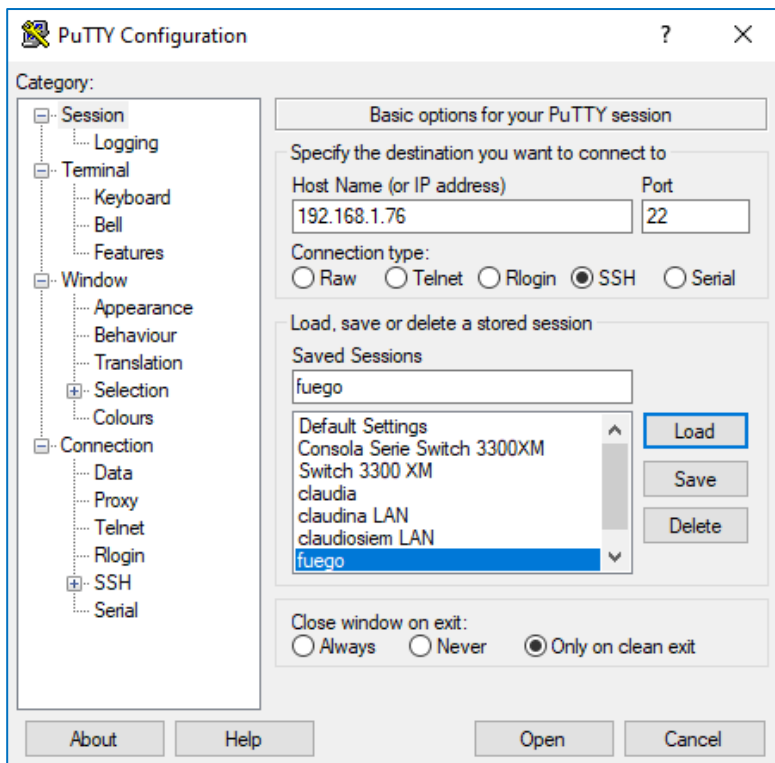 PuTTY Configuration
?
Category:
Session
Logging
Terminal
Keyboard
Bell
Features
Window
Appearance
Behaviour
Translation
Selection
Colours
Connection
Data
Proxy
Telnet
Rlogin
SSH
Serial
Basic options for your PuTTY session
Specify the destination you want to connect to
Host Name (or IP address) Port
192.168.1.76 22
Connection type:
Raw Telnet Rlogin SSH Serial
Load, save or delete a stored session
Saved Sessions
fuego
Default Settings
Consola Serie Switch 3300XM
Switch 3300 XM
claudia
claudina LAN
claudiosiem LAN
fuego
Load
Save
Delete
Close window on exit:
Always Never Only on clean exit
About Help Open Cancel